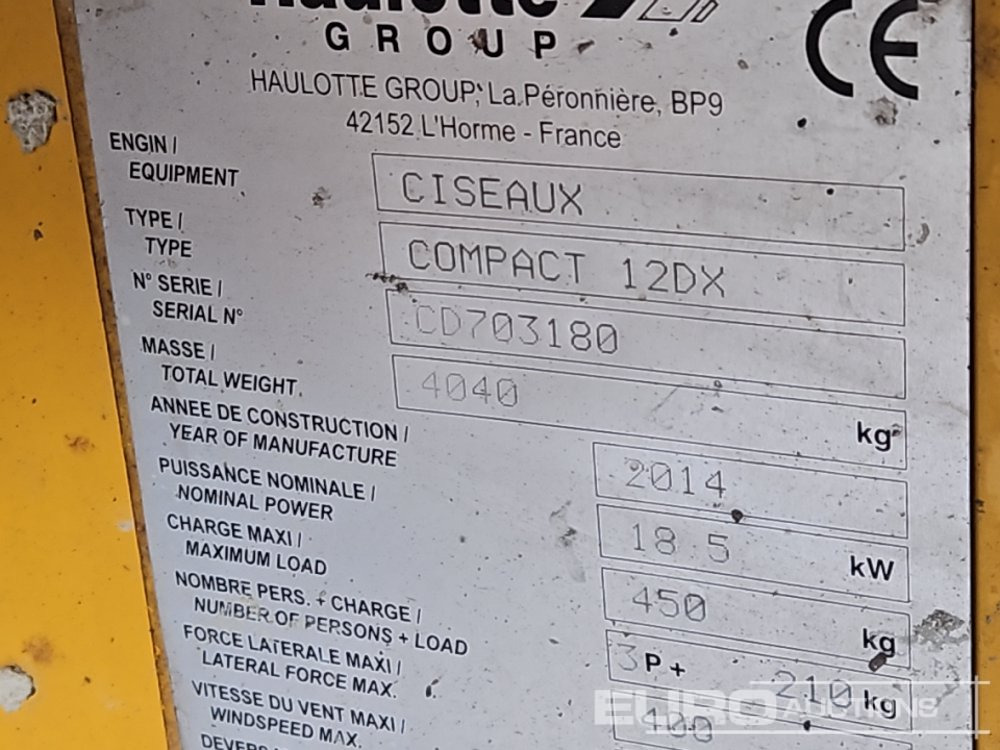 Haulotte
GROUP
CE
HAULOTTE GROUP, La Péronnière, BP9
42152 L'Horme - France
ENGIN /
EQUIPMENT
CISEAUX
TYPE /
TYPE
COMPACT 12DX
N° SERIE /
SERIAL N°
CD703180
MASSE /
TOTAL WEIGHT
4040 kg
ANNEE DE CONSTRUCTION /
YEAR OF MANUFACTURE
2014
PUISSANCE NOMINALE /
NOMINAL POWER
18.5 kW
CHARGE MAXI /
MAXIMUM LOAD
450 kg
NOMBRE PERS. + CHARGE /
NUMBER OF PERSONS + LOAD
3 P + 210 kg
FORCE LATERALE MAXI /
LATERAL FORCE MAX.
400
VITESSE DU VENT MAXI /
WINDSPEED MAX.
EURO AUCTIONS